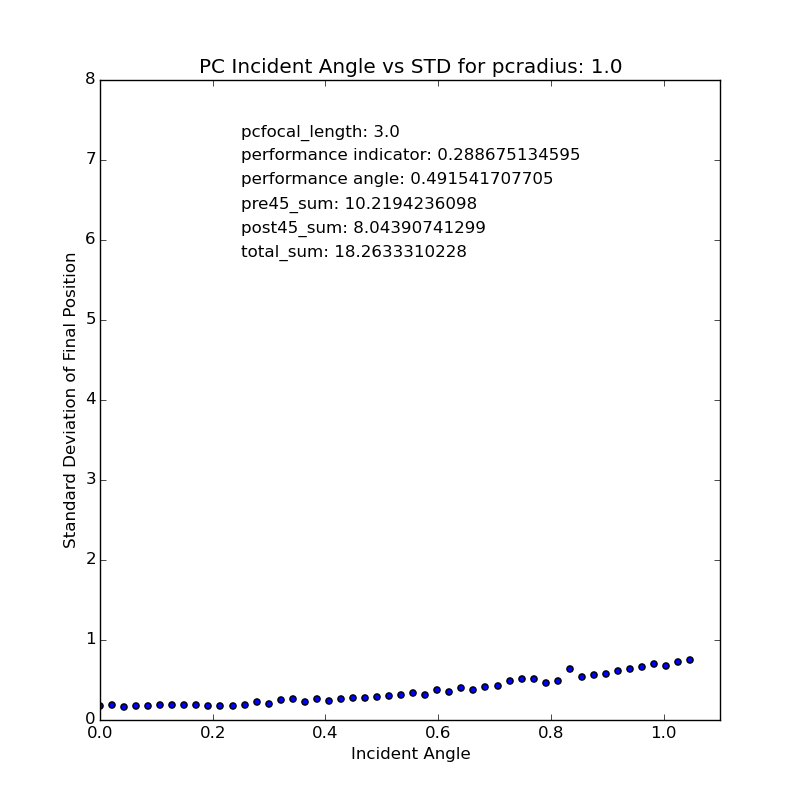 PC Incident Angle vs STD for pcradius: 1.0
8
pcfocal_length: 3.0
7
performance indicator: 0.288675134595
performance angle: 0.491541707705
pre45_sum: 10.2194236098
6
post45_sum: 8.04390741299
total_sum: 18.2633310228
Standard Deviation of Final Position
5
4
3
2
1
0
0.0 0.2 0.4 0.6 0.8 1.0
Incident Angle